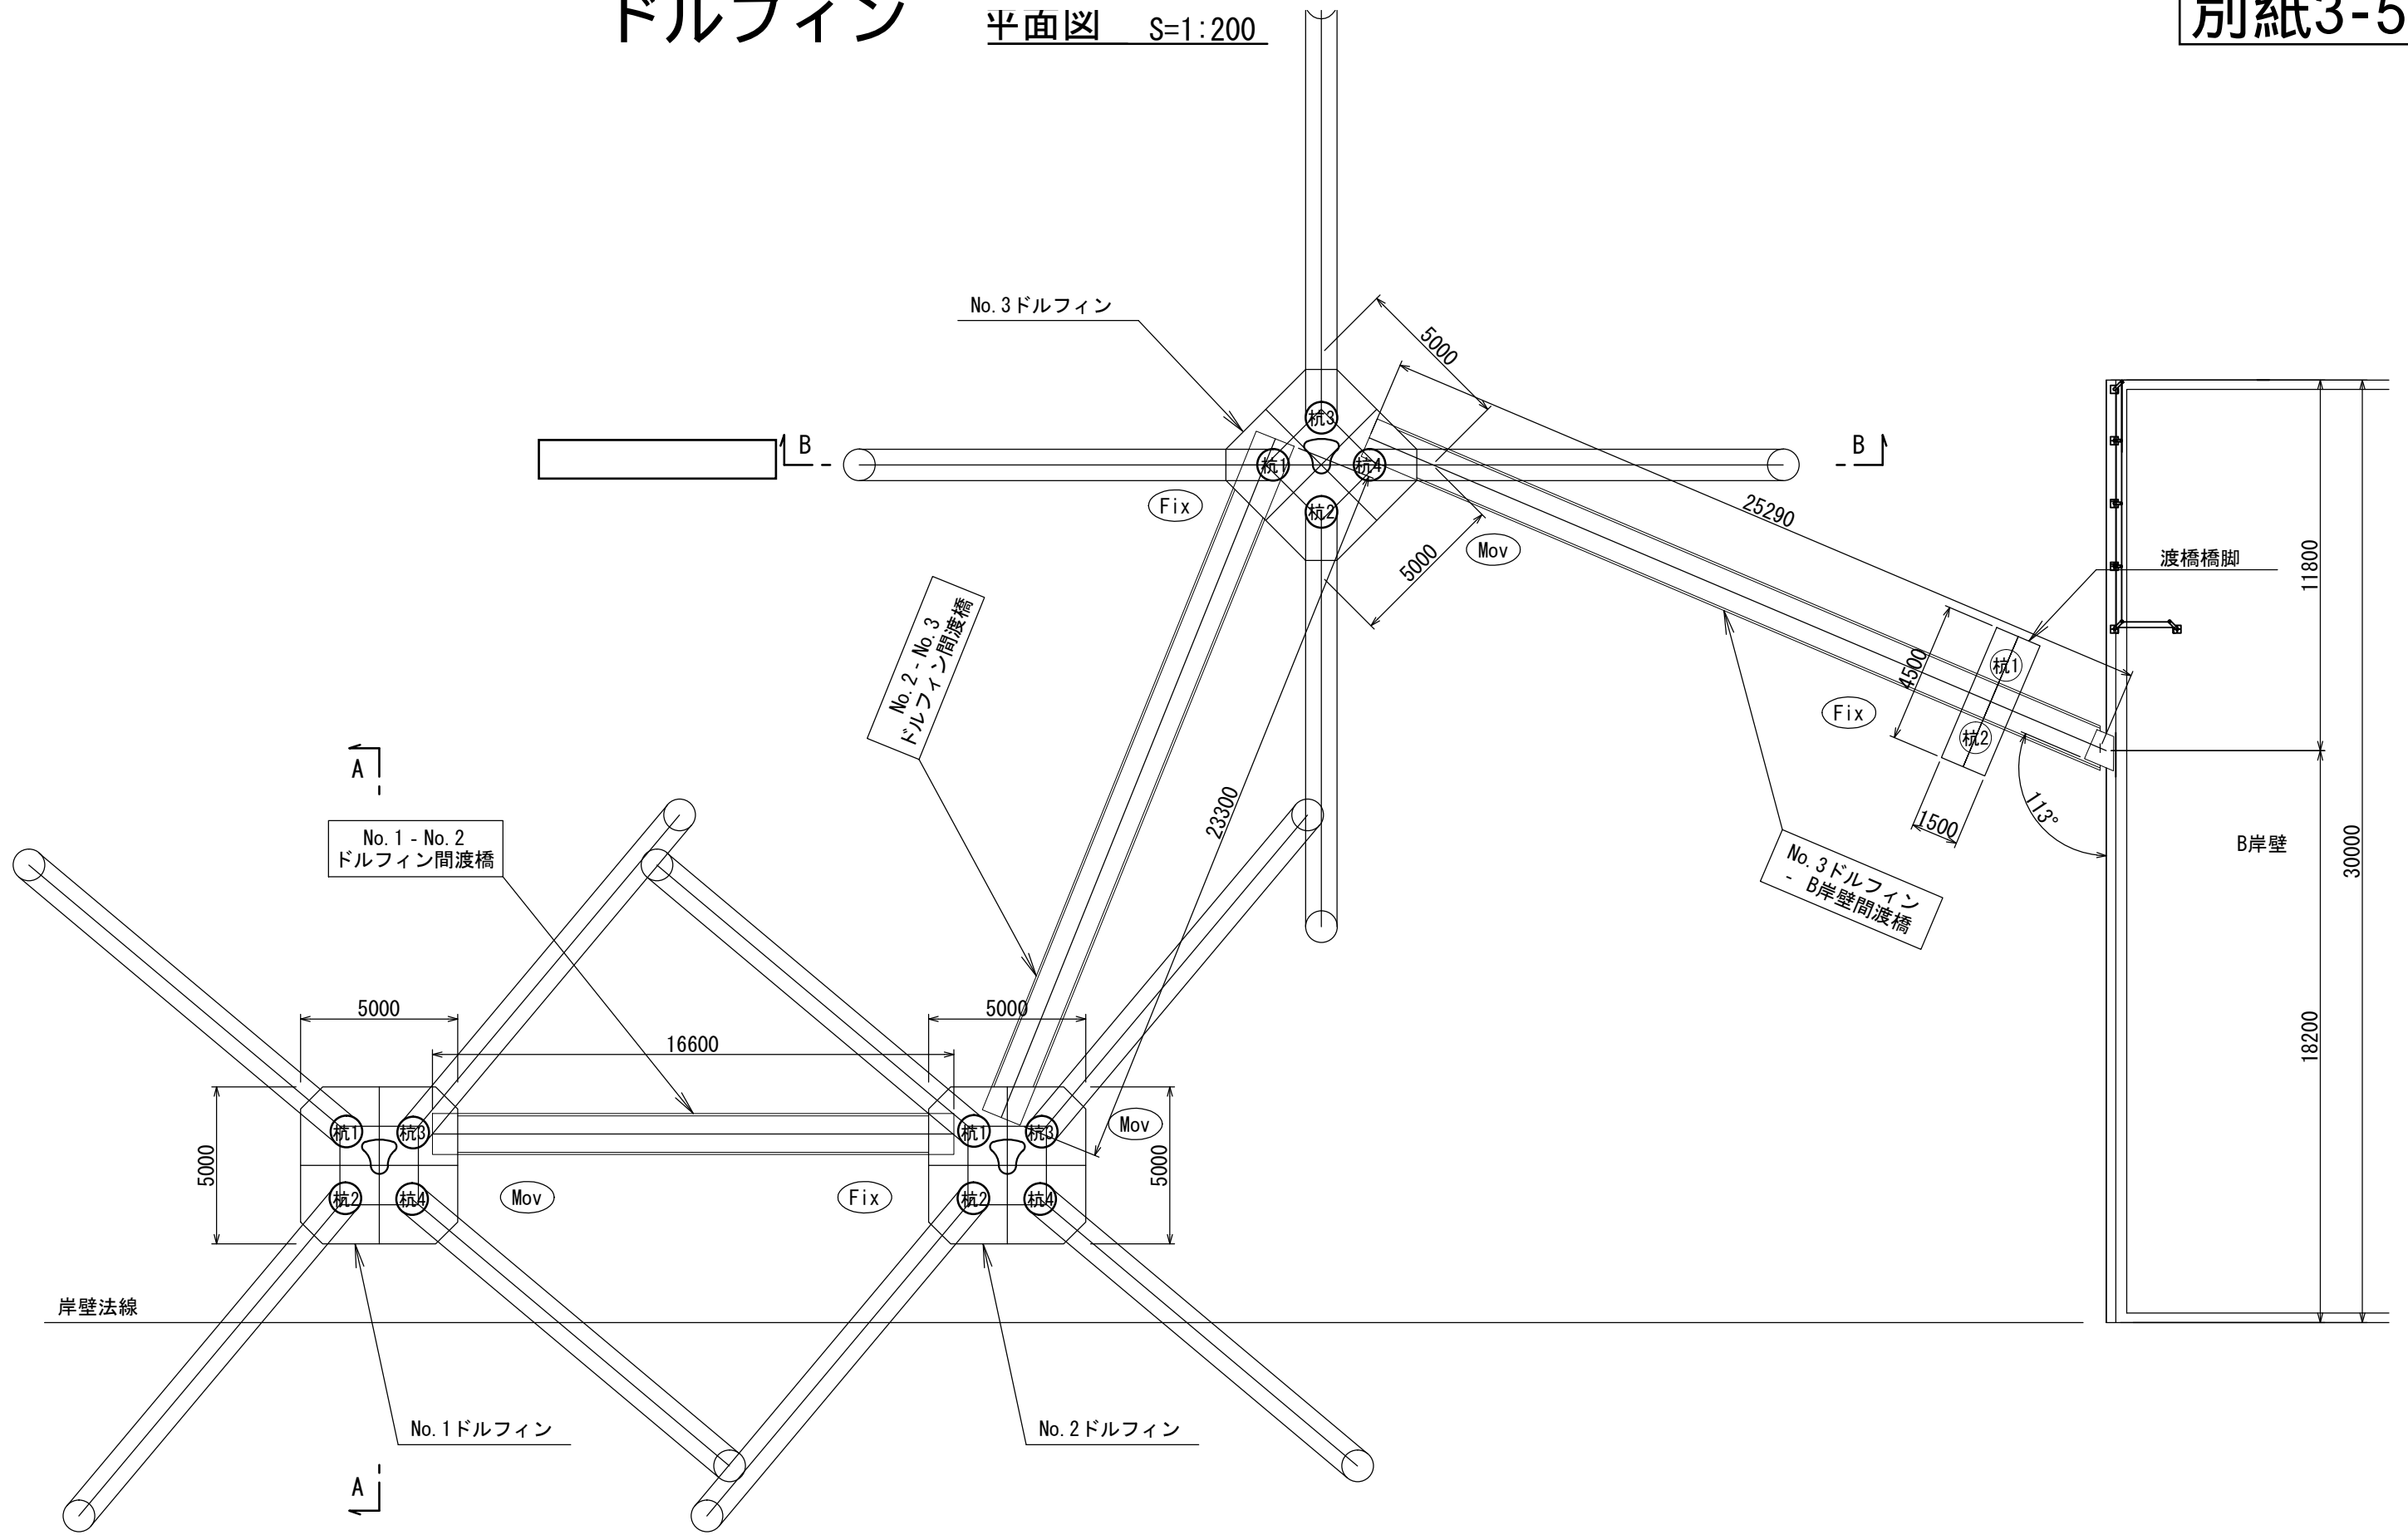 ドルフィン
平面図 S=1:200
別紙3-5
No.3ドルフィン
5000
B
B
杭3
杭1
杭4
杭2
Fix
Mov
5000
25290
渡橋橋脚
11800
No.2-No.3
ドルフィン間渡橋
23300
4500
杭1
杭2
Fix
1500
113°
B岸壁
30000
18200
No.3ドルフィン
- B岸壁間渡橋
A
No.1-No.2
ドルフィン間渡橋
5000
16600
5000
5000
杭1
杭3
杭2
杭4
Mov
Fix
杭1
杭3
杭2
杭4
Mov
5000
岸壁法線
No.1ドルフィン
No.2ドルフィン
A